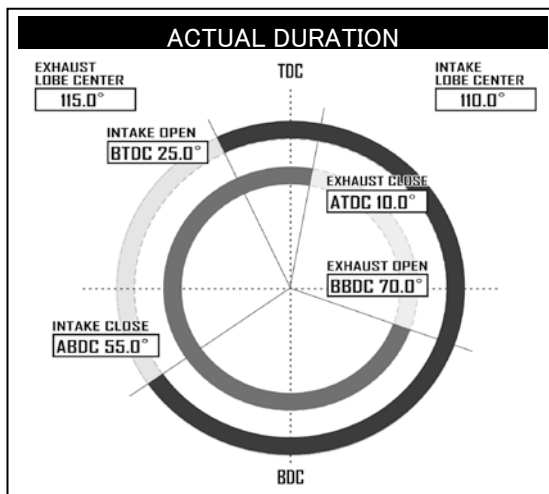 ACTUAL DURATION
EXHAUST
LOBE CENTER
115.0°
TDC
INTAKE
LOBE CENTER
110.0°
INTAKE OPEN
BTDC 25.0°
EXHAUST CLOSE
ATDC 10.0°
EXHAUST OPEN
BBDC 70.0°
INTAKE CLOSE
ABDC 55.0°
BDC